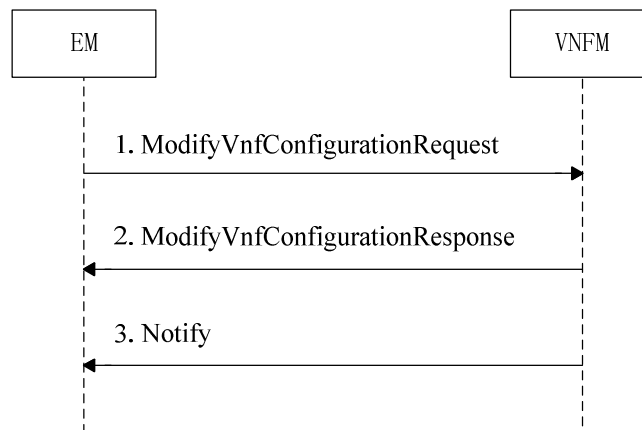 EM
VNFM
1. ModifyVnfConfigurationRequest
2. ModifyVnfConfigurationResponse
3. Notify